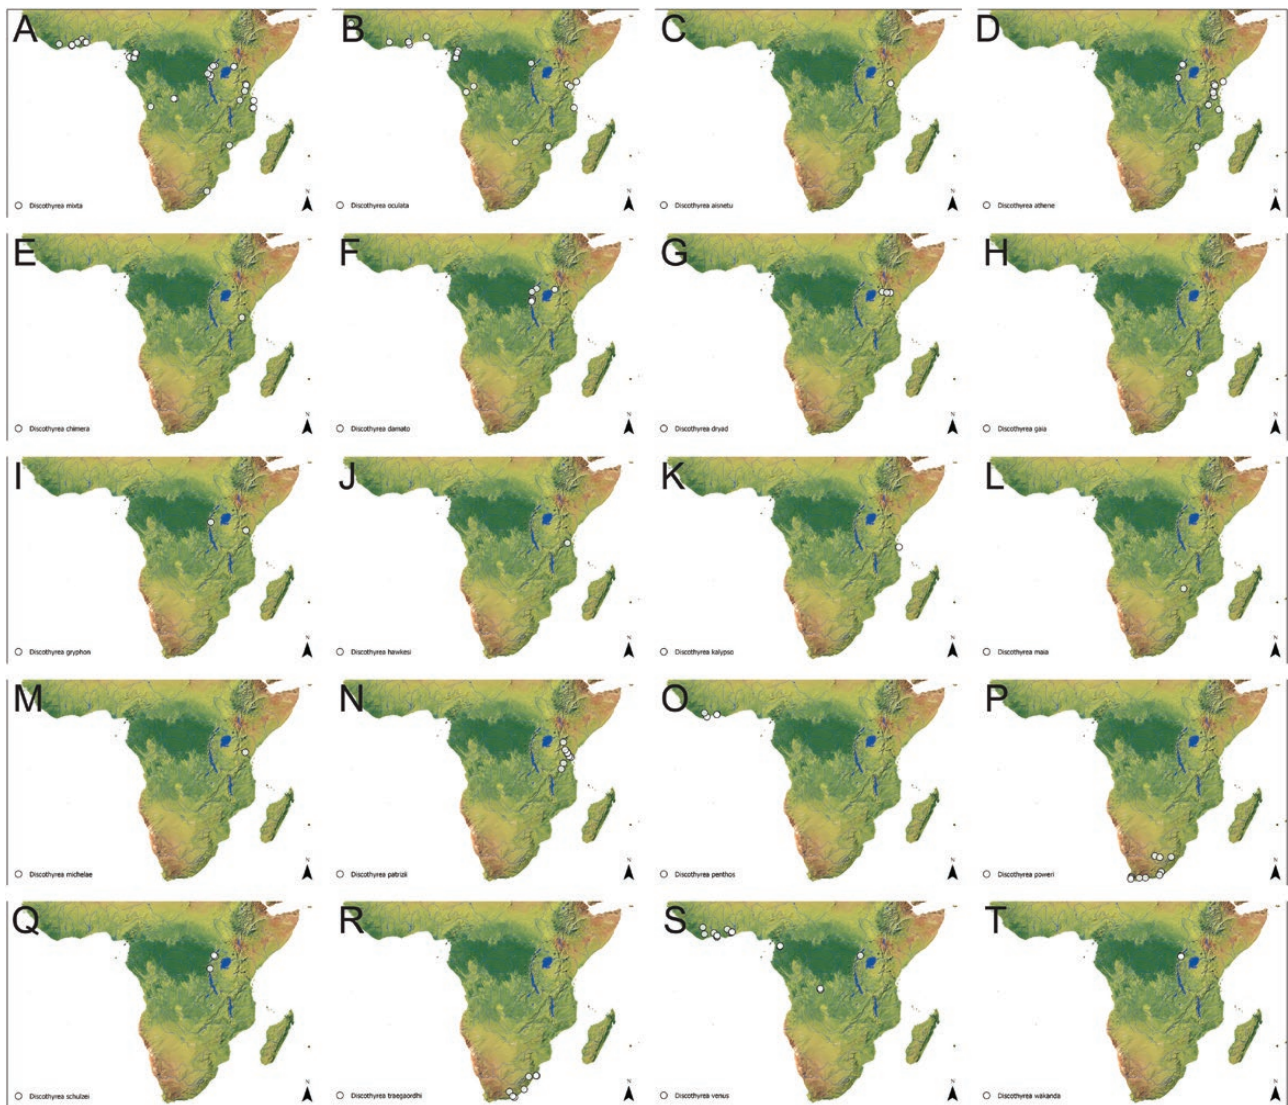 A
N
Discothyrea mixta
B
N
Discothyrea oculata
C
N
Discothyrea aisnetu
D
N
Discothyrea athene
E
N
Discothyrea chimera
F
N
Discothyrea damato
G
N
Discothyrea dryad
H
N
Discothyrea gaia
I
N
Discothyrea gryphon
J
N
Discothyrea hawkesi
K
N
Discothyrea kalypso
L
N
Discothyrea maia
M
N
Discothyrea michelae
N
N
Discothyrea patrizii
O
N
Discothyrea penthos
P
N
Discothyrea poweri
Q
N
Discothyrea schulzei
R
N
Discothyrea traegaordhi
S
N
Discothyrea venus
T
N
Discothyrea wakanda